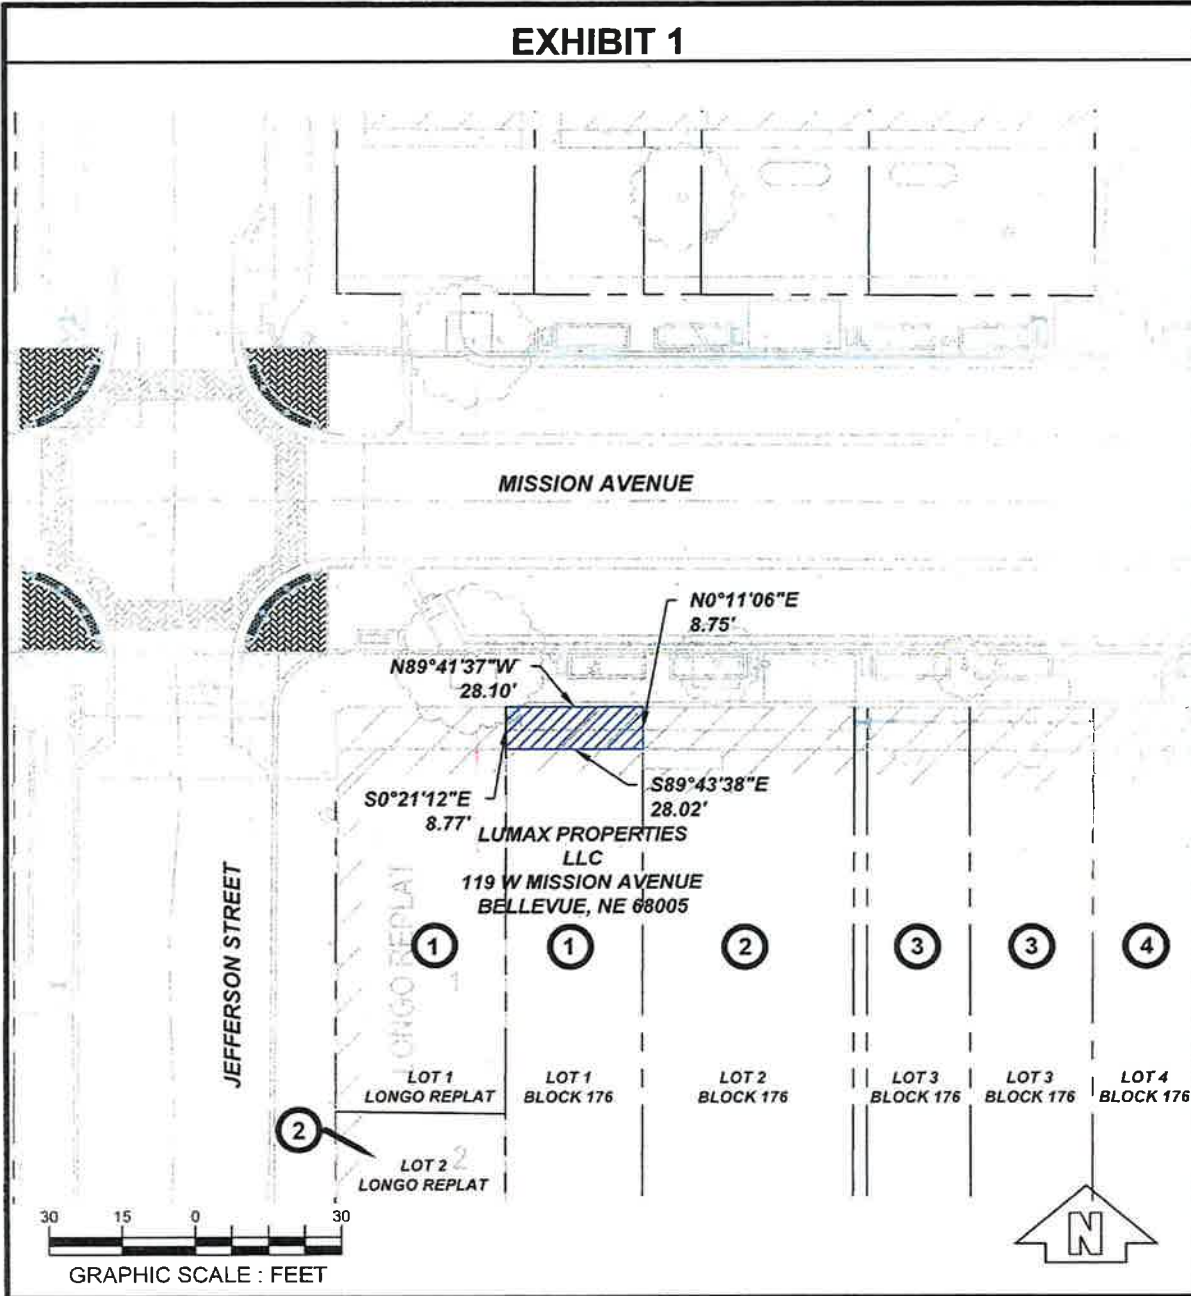 EXHIBIT 1
MISSION AVENUE
N0°11'06"E
8.75'
N89°41'37"W
28.10'
S89°43'38"E
28.02'
S0°21'12"E
8.77'
LUMAX PROPERTIES
LLC
119 W MISSION AVENUE
BELLEVUE, NE 68005
JEFFERSON STREET
LONGO REPLAT
1
1
1
2
3
3
4
LOT 1
LONGO REPLAT
LOT 1
BLOCK 176
LOT 2
BLOCK 176
LOT 3
BLOCK 176
LOT 3
BLOCK 176
LOT 4
BLOCK 176
2
LOT 2
LONGO REPLAT
2
30 15 0 30
GRAPHIC SCALE : FEET
N